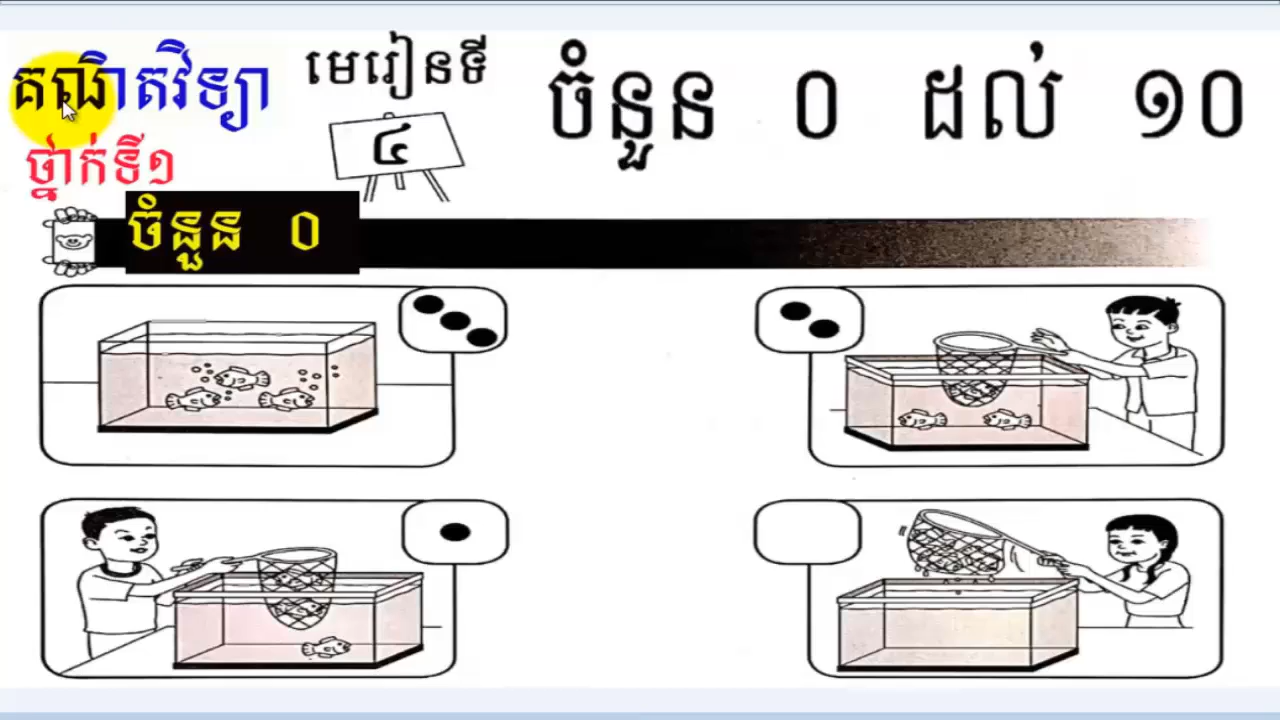 គណិតវិទ្យា
ថ្នាក់ទី១
មេរៀនទី
៤
ចំនួន ០ ដល់ ១០
ចំនួន ០